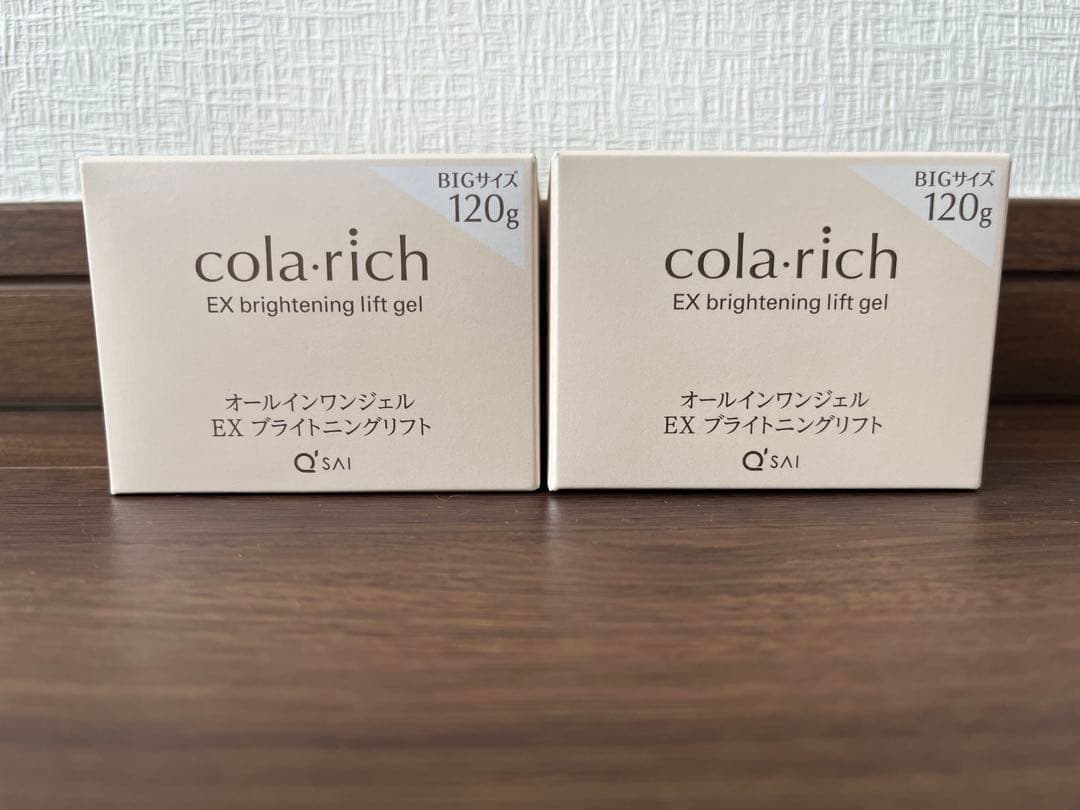 BIGサイズ
120g
cola·rich
EX brightening lift gel
オールインワンジェル
EX ブライトニングリフト
Q'SAI
BIGサイズ
120g
cola·rich
EX brightening lift gel
オールインワンジェル
EX ブライトニングリフト
Q'SAI